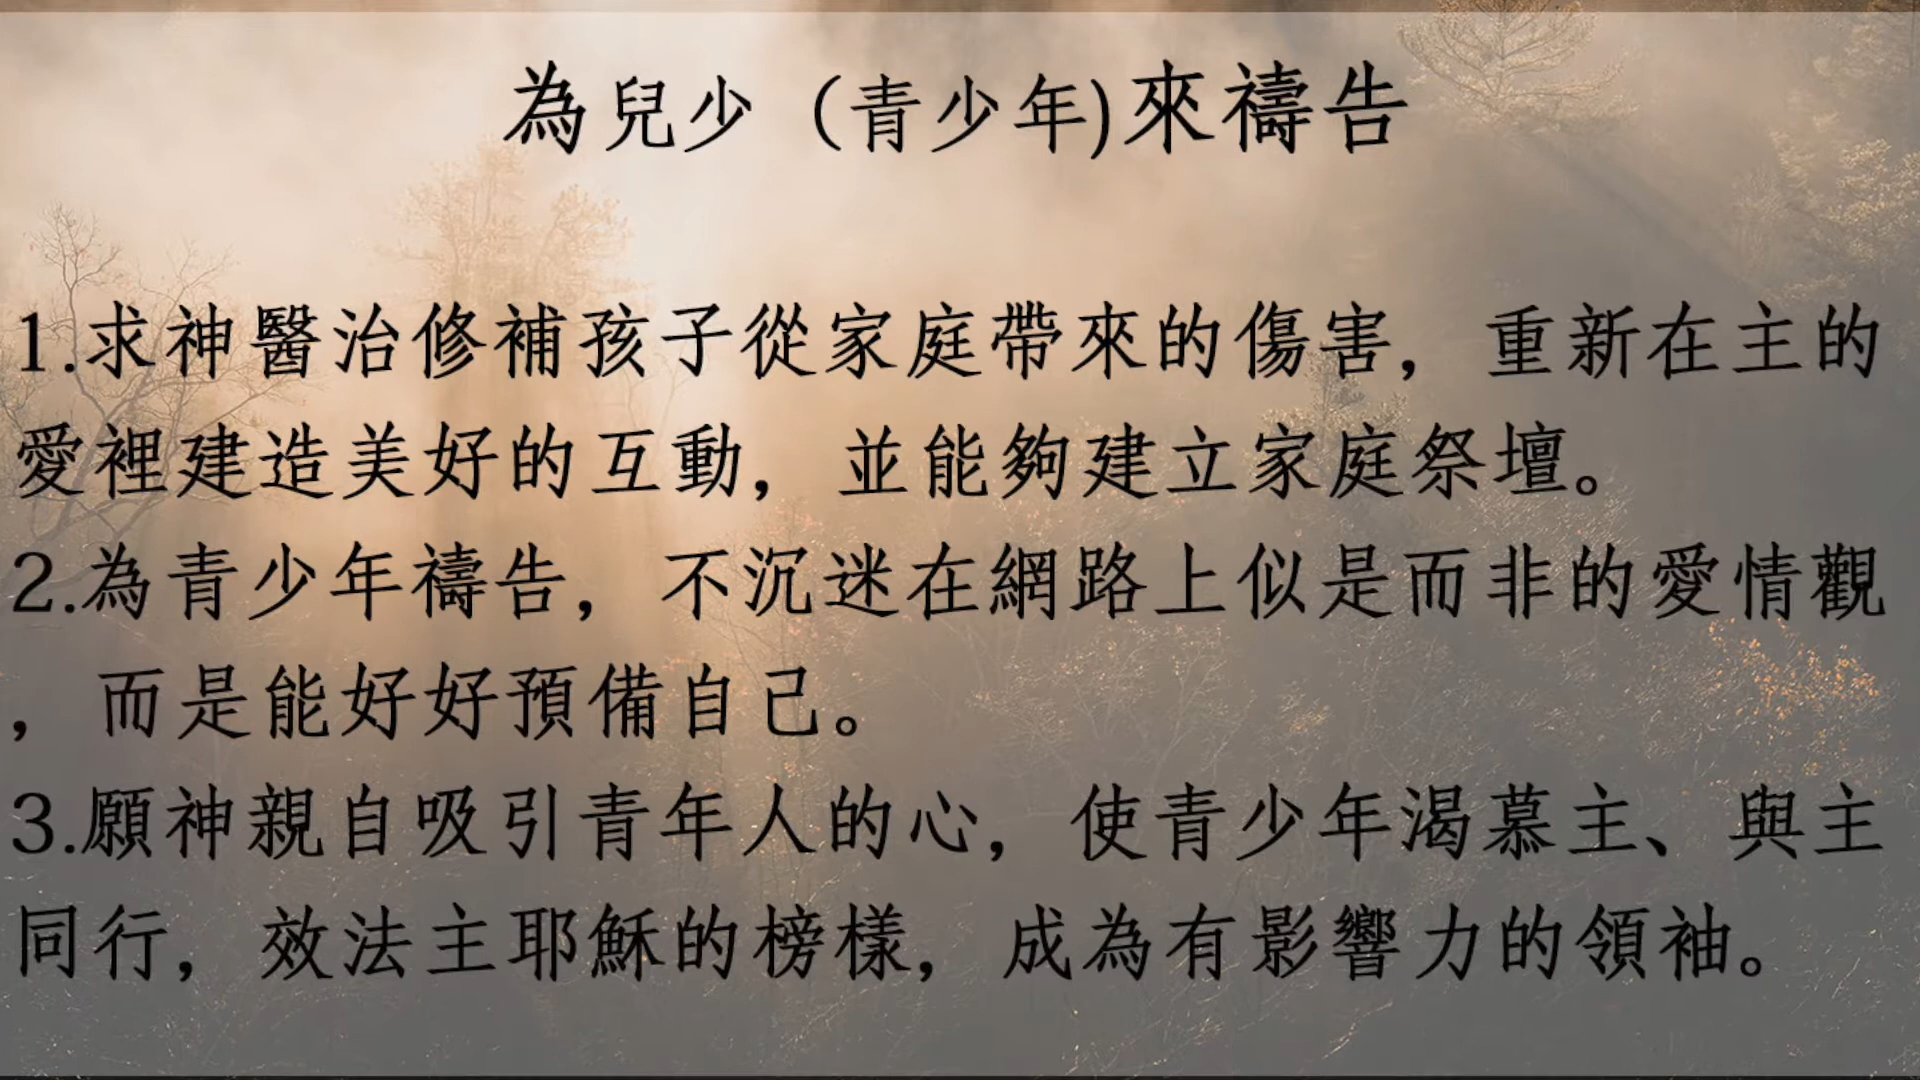 為兒少（青少年)來禱告
1.求神醫治修補孩子從家庭帶來的傷害，重新在主的
愛裡建造美好的互動，並能夠建立家庭祭壇。
2.為青少年禱告，不沉迷在網路上似是而非的愛情觀
，而是能好好預備自己。
3.願神親自吸引青年人的心，使青少年渴慕主、與主
同行，效法主耶穌的榜樣，成為有影響力的領袖。